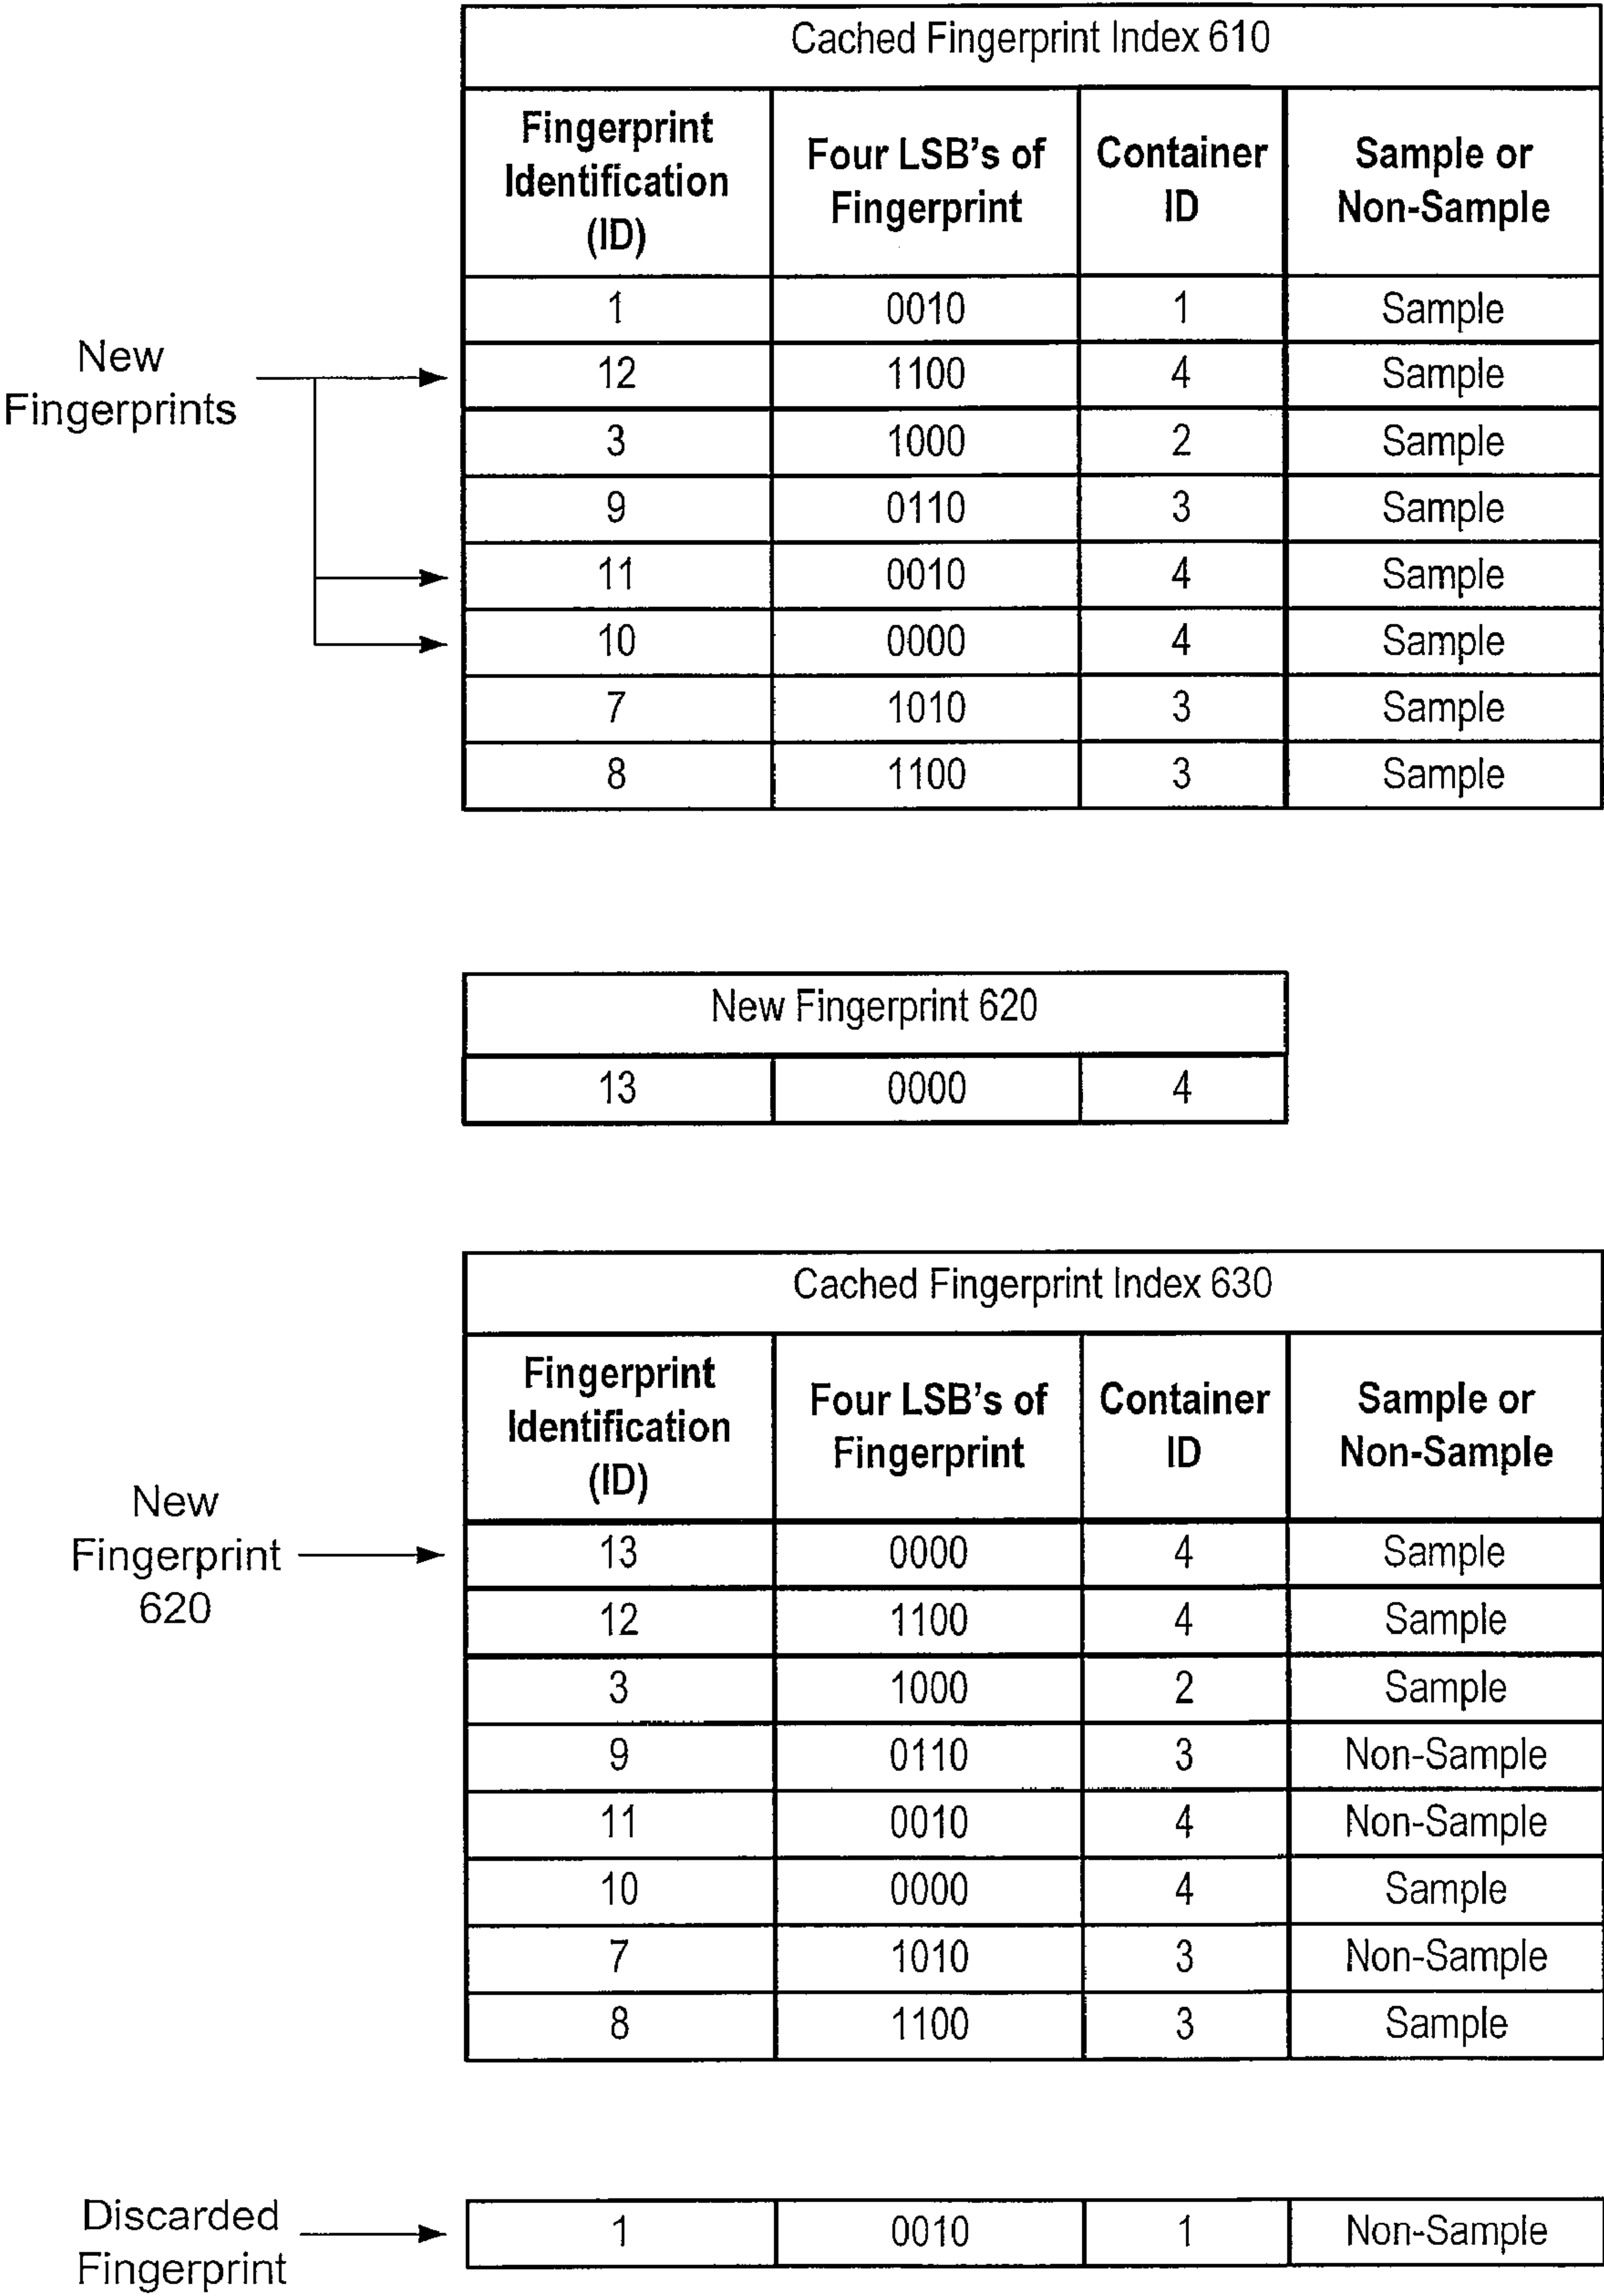 Cached Fingerprint Index 610
Fingerprint Identification (ID) Four LSB's of Fingerprint Container ID Sample or Non-Sample
1 0010 1 Sample
New Fingerprints
12 1100 4 Sample
3 1000 2 Sample
9 0110 3 Sample
11 0010 4 Sample
10 0000 4 Sample
7 1010 3 Sample
8 1100 3 Sample
New Fingerprint 620
13 0000 4
Cached Fingerprint Index 630
Fingerprint Identification (ID) Four LSB's of Fingerprint Container ID Sample or Non-Sample
New Fingerprint 620
13 0000 4 Sample
12 1100 4 Sample
3 1000 2 Sample
9 0110 3 Non-Sample
11 0010 4 Non-Sample
10 0000 4 Sample
7 1010 3 Non-Sample
8 1100 3 Sample
Discarded Fingerprint
1 0010 1 Non-Sample